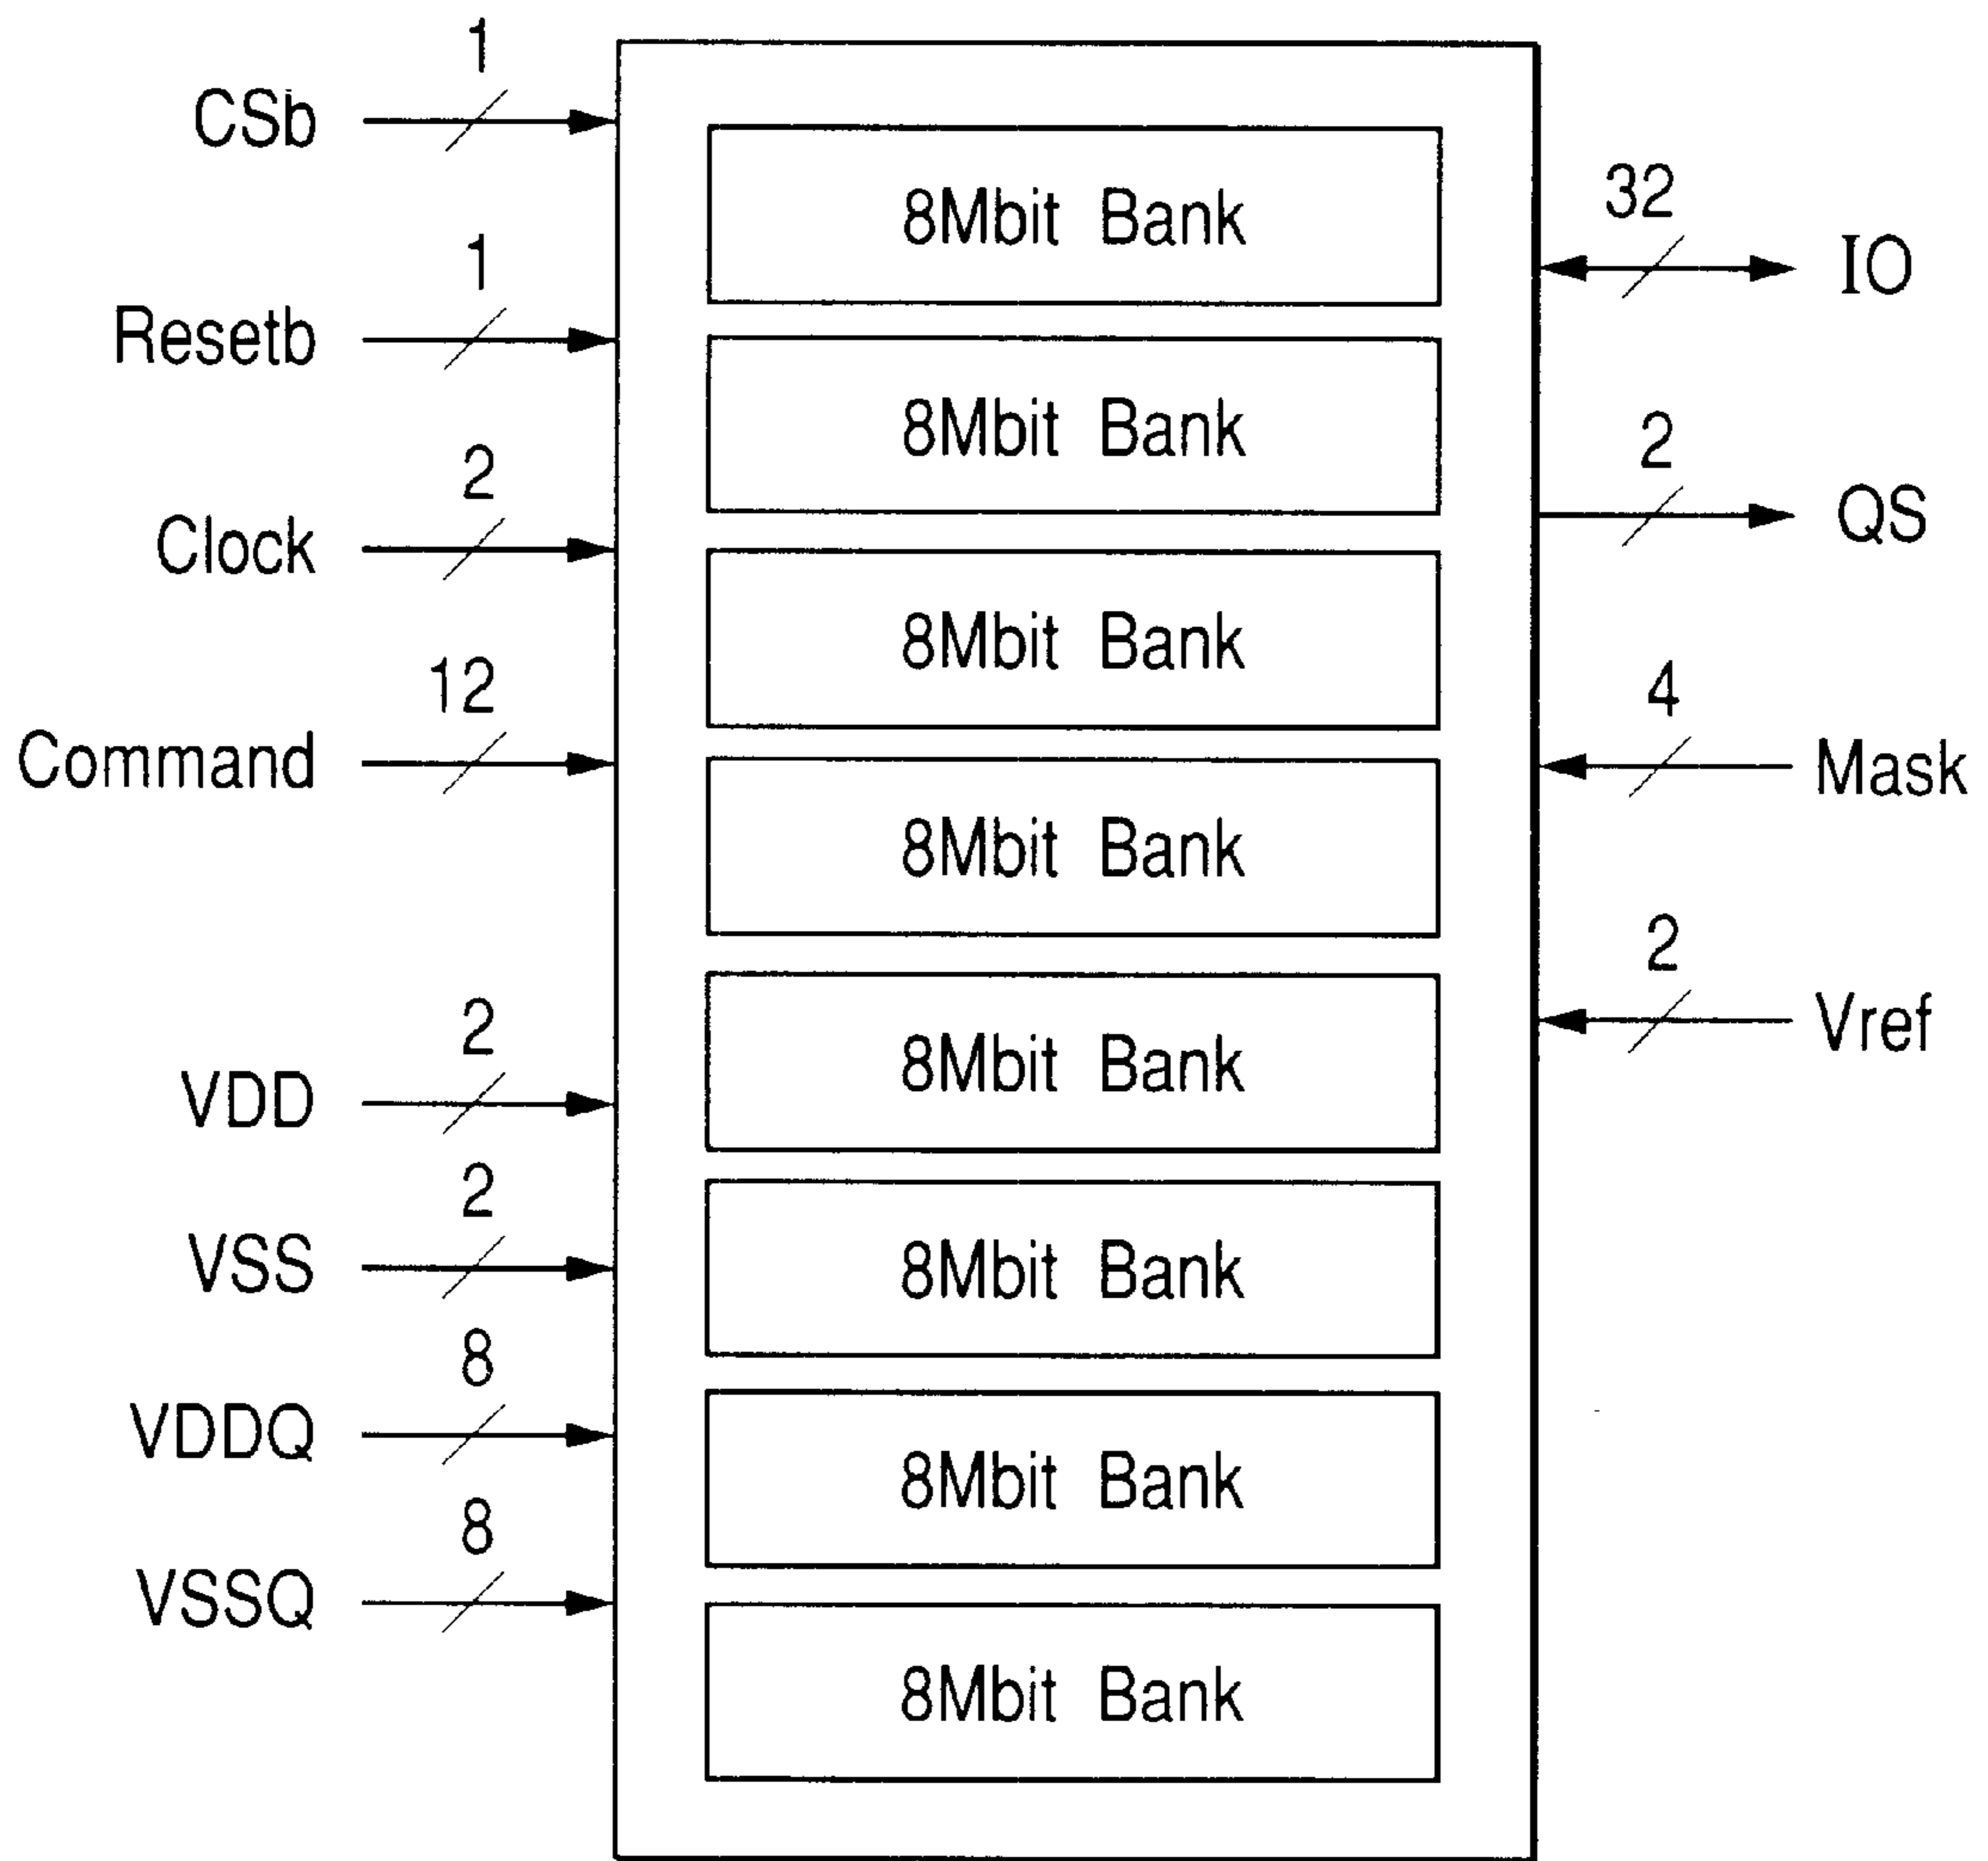 1
CSb
1
Resetb
2
Clock
12
Command
2
VDD
2
VSS
8
VDDQ
8
VSSQ
8Mbit Bank
8Mbit Bank
8Mbit Bank
8Mbit Bank
8Mbit Bank
8Mbit Bank
8Mbit Bank
8Mbit Bank
32
IO
2
QS
4
Mask
2
Vref